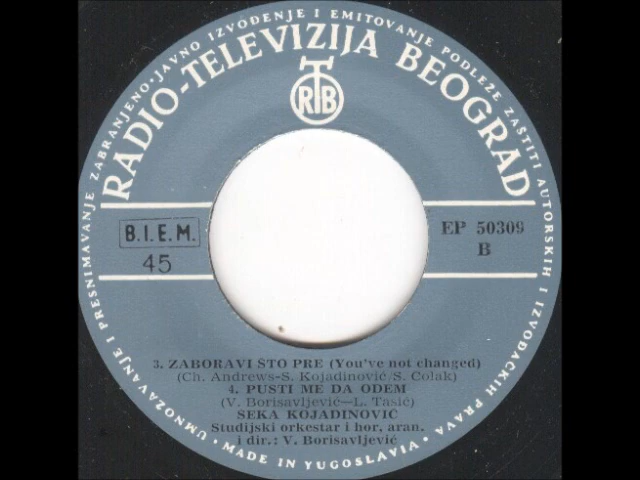 UMNOŽAVANJE I PRESNIMAVANJE ZABRANJENO·JAVNO IZVOĐENJE I EMITOVANJE PODLEŽE ZAŠTITI AUTORSKIH I IZVOĐAČKIH PRAVA·
RADIO-TELEVIZIJA BEOGRAD
RTB
B.I.E.M.
45
EP 50309
B
3. ZABORAVI ŠTO PRE (You've not changed)
(Ch. Andrews-S. Kojadinović/S. Čolak)
4. PUSTI ME DA ODEM
(V. Borisavljević—L. Tasić)
SEKA KOJADINOVIĆ
Studijski orkestar i hor, aran.
i dir.: V. Borisavljević
·MADE IN YUGOSLAVIA·